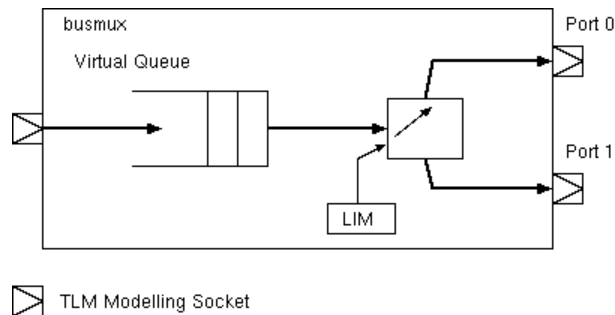 busmux
Port 0
Virtual Queue
Port 1
LIM
TLM Modelling Socket